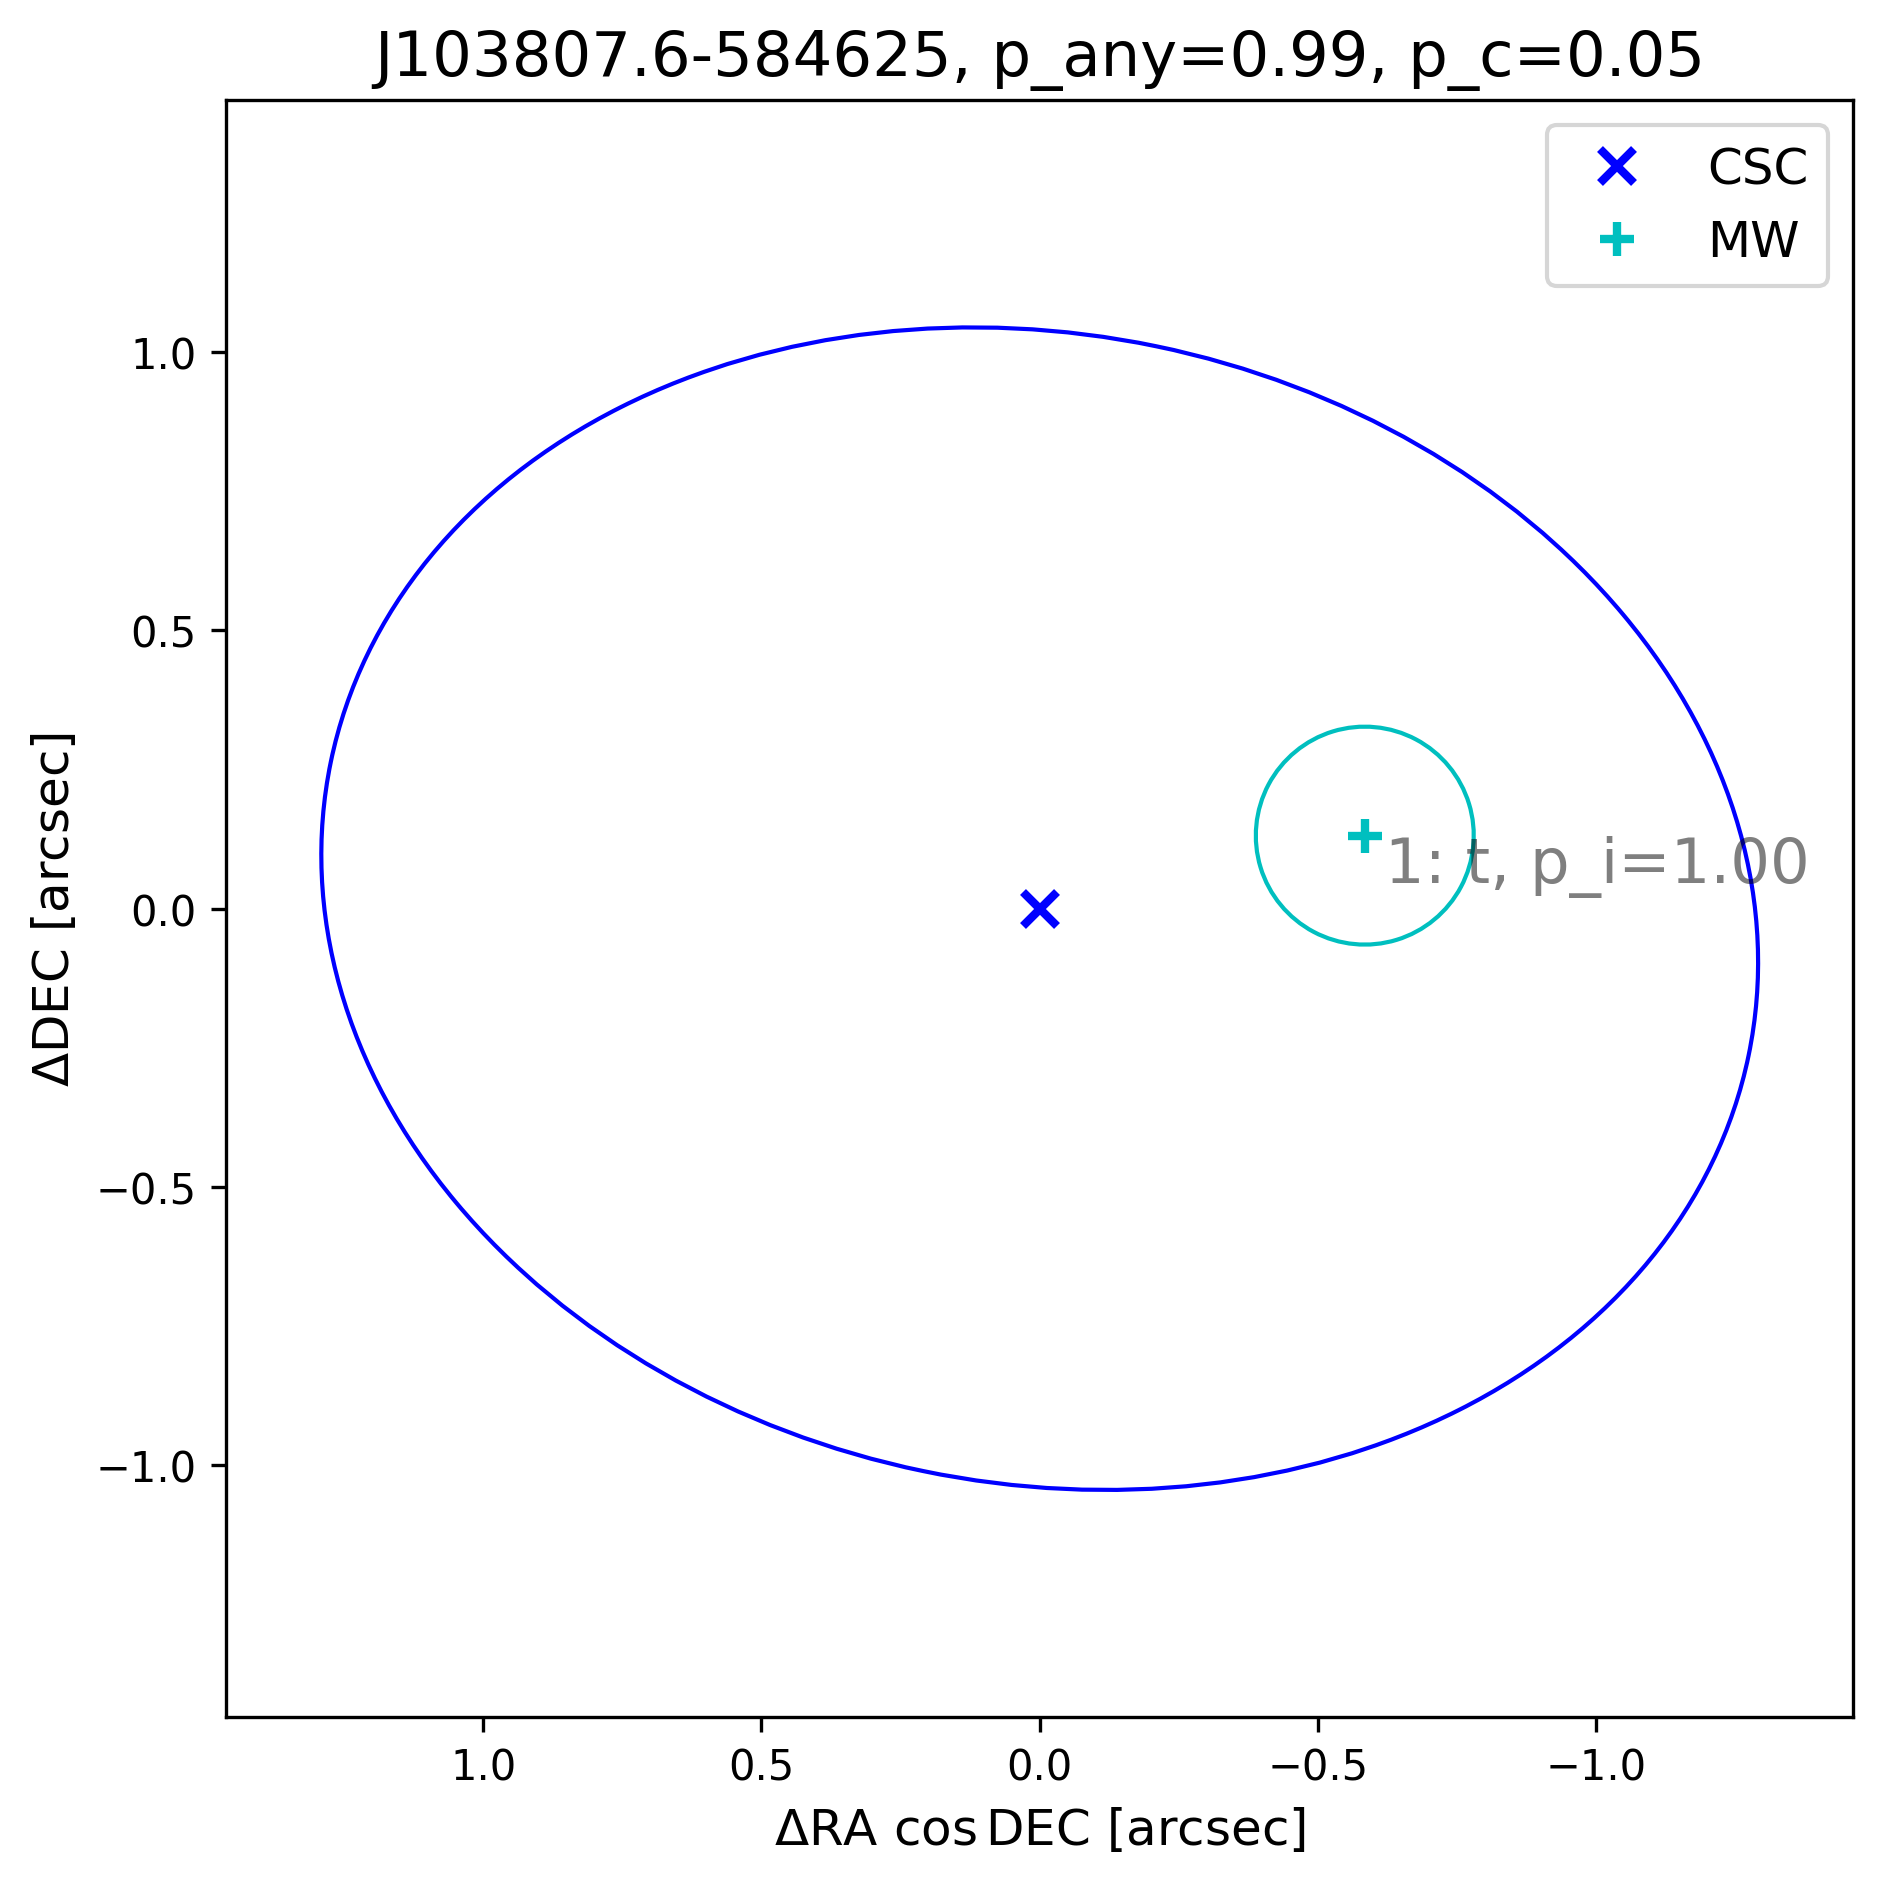 J103807.6-584625, p_any=0.99, p_c=0.05
CSC
MW
1.0
0.5
0.0
−0.5
−1.0
ΔDEC [arcsec]
1: t, p_i=1.00
1.0 0.5 0.0 −0.5 −1.0
ΔRA cos DEC [arcsec]